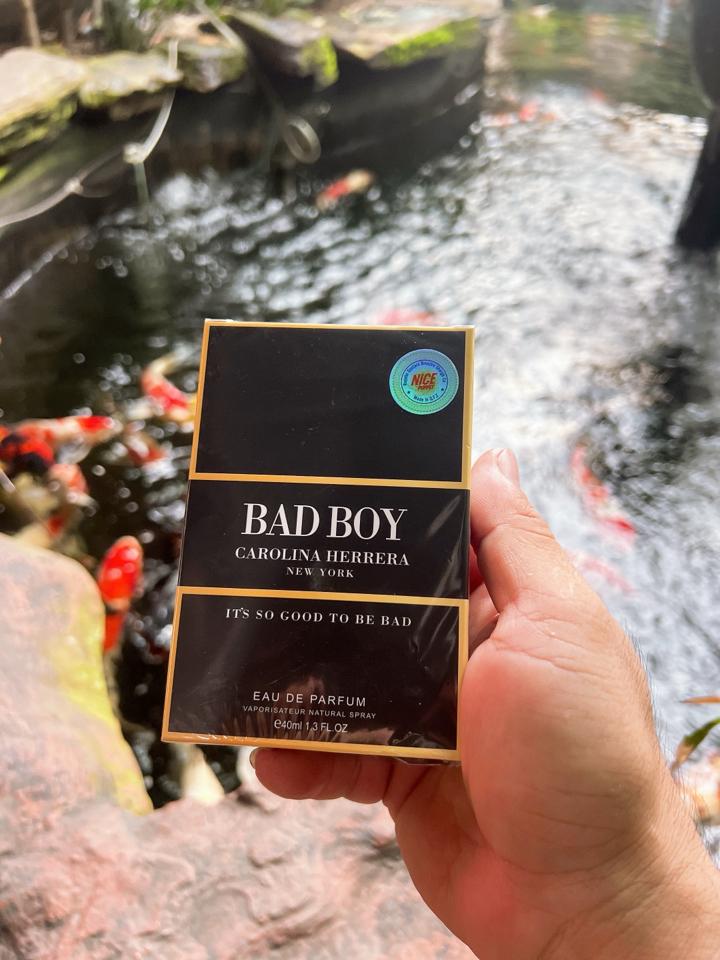 NICE
PUPPET
BAD BOY
CAROLINA HERRERA
NEW YORK
IT'S SO GOOD TO BE BAD
EAU DE PARFUM
VAPORISATEUR NATURAL SPRAY
℮40ml 1.3 FL.OZ